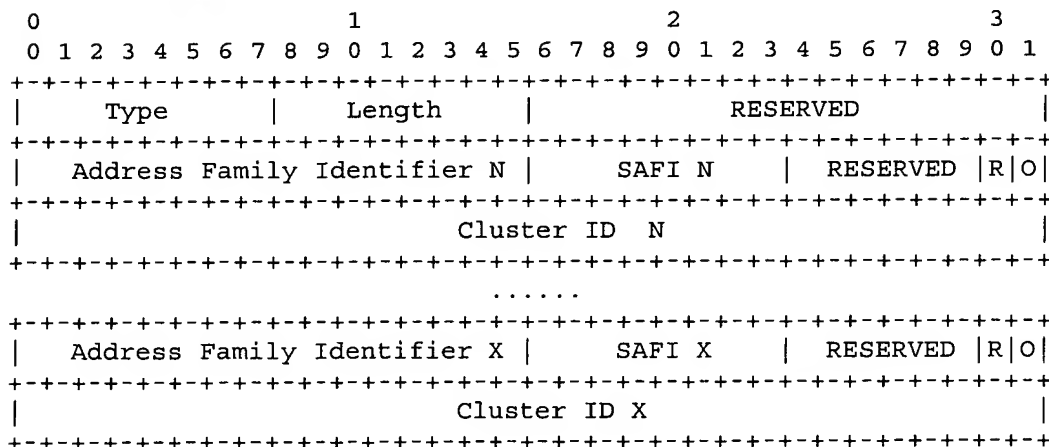 0                   1                   2                   3
 0 1 2 3 4 5 6 7 8 9 0 1 2 3 4 5 6 7 8 9 0 1 2 3 4 5 6 7 8 9 0 1
+-+-+-+-+-+-+-+-+-+-+-+-+-+-+-+-+-+-+-+-+-+-+-+-+-+-+-+-+-+-+-+-+
|     Type      |    Length     |            RESERVED           |
+-+-+-+-+-+-+-+-+-+-+-+-+-+-+-+-+-+-+-+-+-+-+-+-+-+-+-+-+-+-+-+-+
|   Address Family Identifier N |     SAFI N    |  RESERVED |R|O|
+-+-+-+-+-+-+-+-+-+-+-+-+-+-+-+-+-+-+-+-+-+-+-+-+-+-+-+-+-+-+-+-+
|                           Cluster ID  N                       |
+-+-+-+-+-+-+-+-+-+-+-+-+-+-+-+-+-+-+-+-+-+-+-+-+-+-+-+-+-+-+-+-+
                              ......
+-+-+-+-+-+-+-+-+-+-+-+-+-+-+-+-+-+-+-+-+-+-+-+-+-+-+-+-+-+-+-+-+
|   Address Family Identifier X |     SAFI X    |  RESERVED |R|O|
+-+-+-+-+-+-+-+-+-+-+-+-+-+-+-+-+-+-+-+-+-+-+-+-+-+-+-+-+-+-+-+-+
|                           Cluster ID X                        |
+-+-+-+-+-+-+-+-+-+-+-+-+-+-+-+-+-+-+-+-+-+-+-+-+-+-+-+-+-+-+-+-+